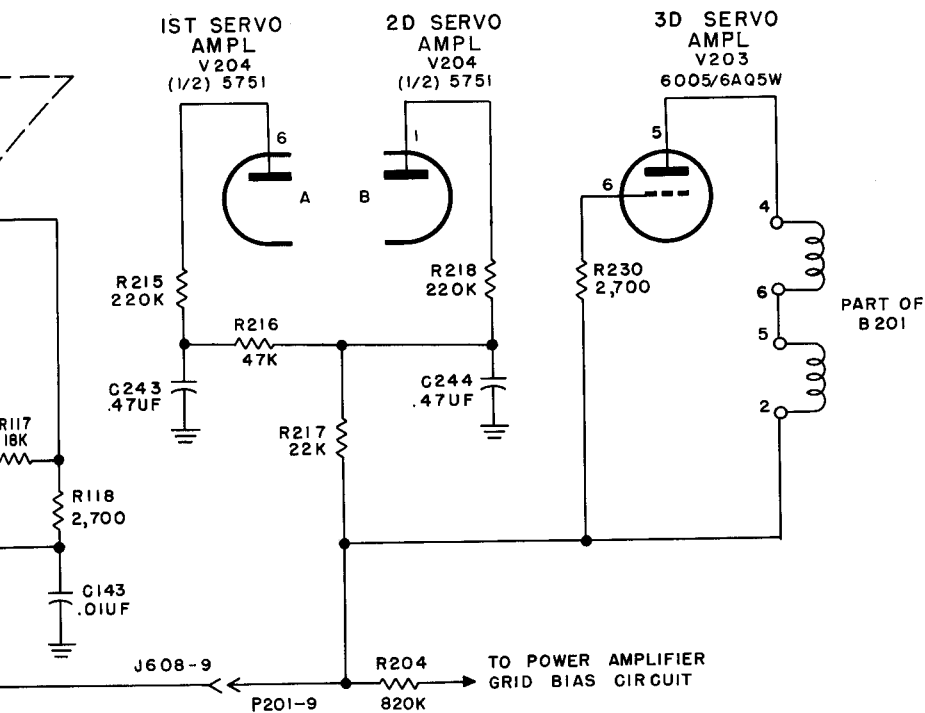 1ST SERVO
AMPL
V204
(1/2) 5751
2D SERVO
AMPL
V204
(1/2) 5751
3D SERVO
AMPL
V203
6005/6AQ5W
6
A
1
B
5
6
4
6
5
2
PART OF
B201
R215
220K
R216
47K
R218
220K
R230
2,700
C243
.47UF
C244
.47UF
R217
22K
R117
18K
R118
2,700
C143
.01UF
J608-9
P201-9
R204
820K
TO POWER AMPLIFIER
GRID BIAS CIRCUIT